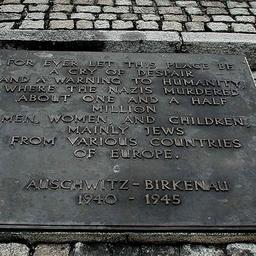 FOR EVER LET THIS PLACE BE
A CRY OF DESPAIR
AND A WARNING TO HUMANITY,
WHERE THE NAZIS MURDERED
ABOUT ONE AND A HALF
MILLION
MEN, WOMEN, AND CHILDREN,
MAINLY JEWS
FROM VARIOUS COUNTRIES
OF EUROPE.
AUSCHWITZ-BIRKENAU
1940 - 1945